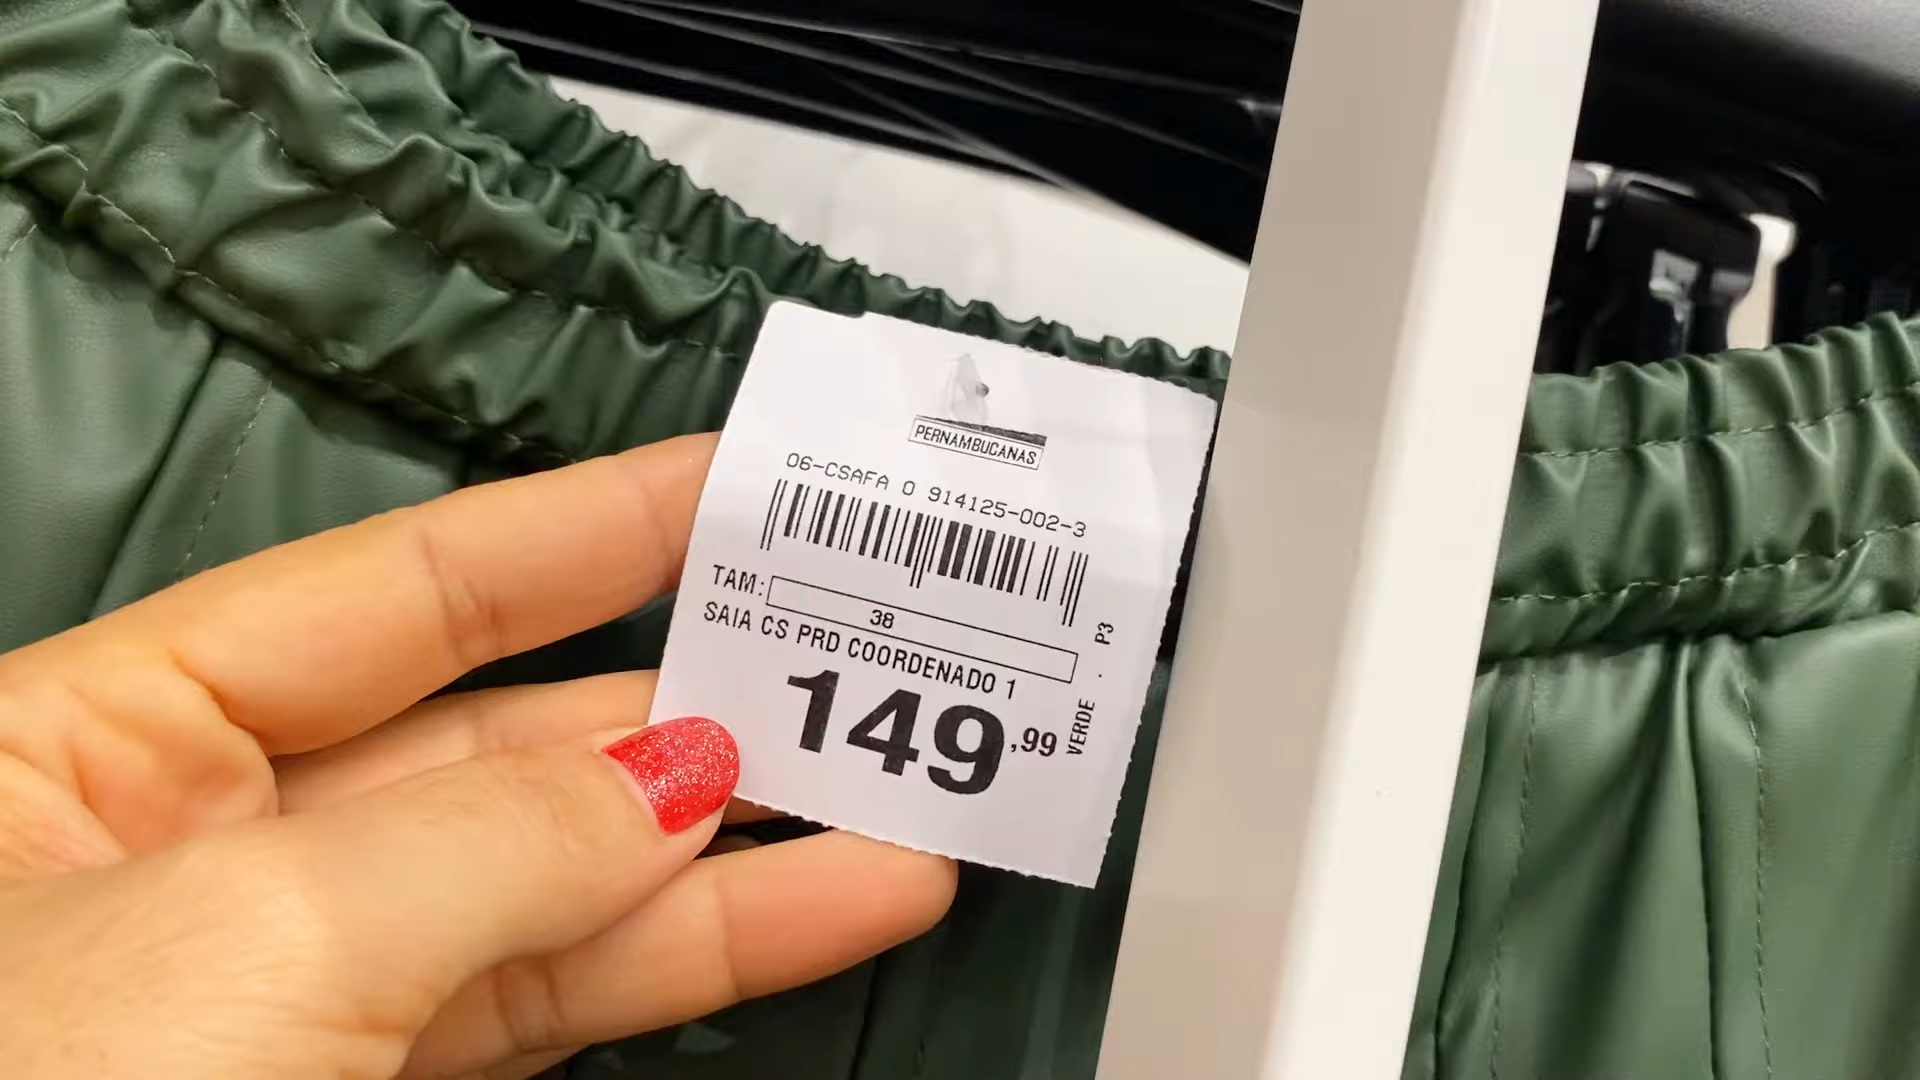 PERNAMBUCANAS
06-CSAFA 0 914125-002-3
TAM: 38
SAIA CS PRD COORDENADO 1
149,99
VERDE . P3